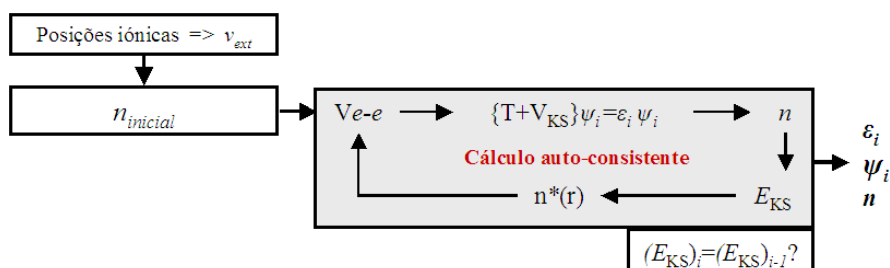 Posições iónicas => v_ext
n_inicial
Ve-e {T+V_KS}ψ_i=ε_i ψ_i n
Cálculo auto-consistente
n*(r) E_KS
ε_i
ψ_i
n
(E_KS)_i=(E_KS)_i-1?